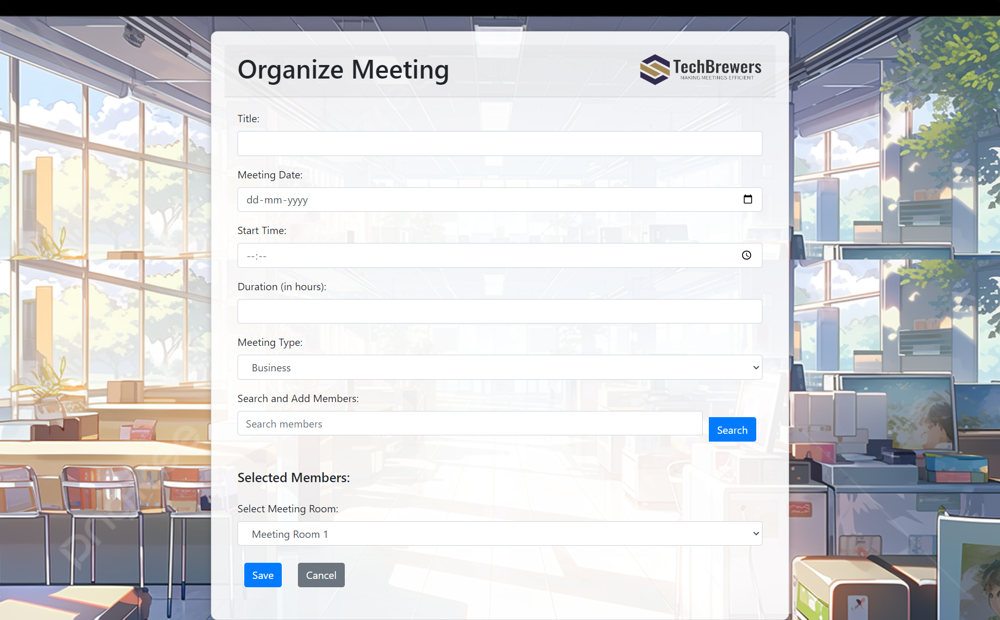 Organize Meeting
TechBrewers
MAKING MEETINGS EFFICIENT
Title:
Meeting Date:
dd-mm-yyyy
Start Time:
--:--
Duration (in hours):
Meeting Type:
Business
Search and Add Members:
Search members
Search
Selected Members:
Select Meeting Room:
Meeting Room 1
Save
Cancel